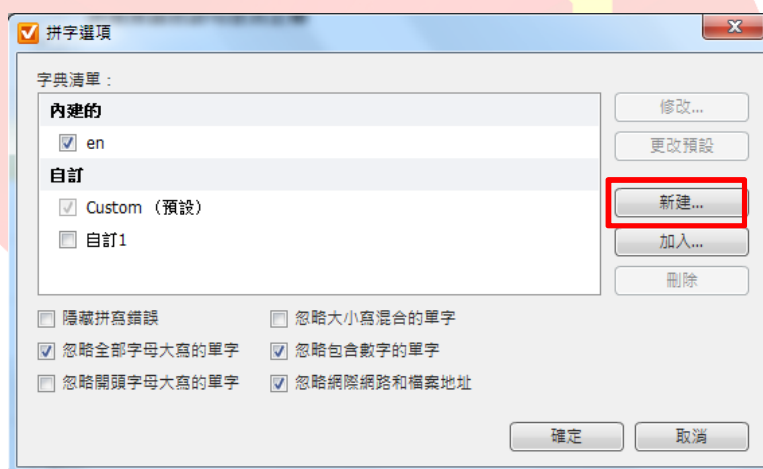 拼字選項
字典清單：
內建的
en
自訂
Custom （預設）
自訂1
修改...
更改預設
新建...
加入...
刪除
隱藏拼寫錯誤
忽略大小寫混合的單字
忽略全部字母大寫的單字
忽略包含數字的單字
忽略開頭字母大寫的單字
忽略網際網路和檔案地址
確定
取消